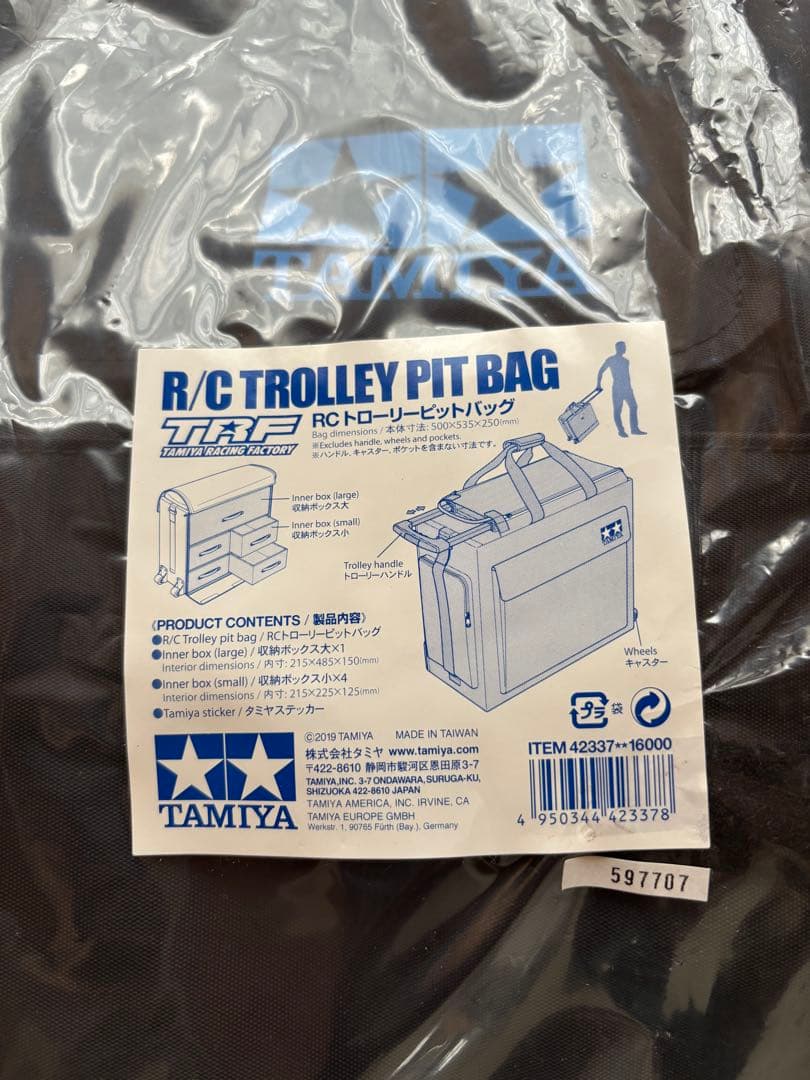 TAMIYA
R/C TROLLEY PIT BAG
TRF
TAMIYA RACING FACTORY
RCトローリーピットバッグ
Bag dimensions / 本体寸法: 500×535×250(mm)
※Excludes handle, wheels and pockets.
※ハンドル、キャスター、ポケットを含まない寸法です。
Inner box (large)
収納ボックス大
Inner box (small)
収納ボックス小
Trolley handle
トローリーハンドル
《PRODUCT CONTENTS / 製品内容》
●R/C Trolley pit bag / RCトローリーピットバッグ
●Inner box (large) / 収納ボックス大×1
Interior dimensions / 内寸: 215×485×150(mm)
●Inner box (small) / 収納ボックス小×4
Interior dimensions / 内寸: 215×225×125(mm)
●Tamiya sticker / タミヤステッカー
Wheels
キャスター
プラ 袋
©2019 TAMIYA MADE IN TAIWAN
株式会社タミヤ www.tamiya.com
〒422-8610 静岡市駿河区恩田原3-7
TAMIYA, INC. 3-7 ONDAWARA, SURUGA-KU,
SHIZUOKA 422-8610 JAPAN
TAMIYA AMERICA, INC. IRVINE, CA
TAMIYA EUROPE GMBH
Werkstr. 1, 90765 Fürth (Bay.), Germany
TAMIYA
ITEM 42337**16000
4 950344 423378
597707